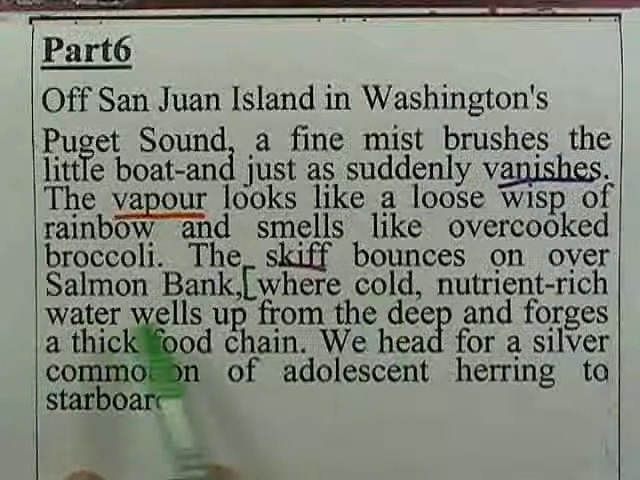 Part6
Off San Juan Island in Washington's
Puget Sound, a fine mist brushes the
little boat-and just as suddenly vanishes.
The vapour looks like a loose wisp of
rainbow and smells like overcooked
broccoli. The skiff bounces on over
Salmon Bank, [where cold, nutrient-rich
water wells up from the deep and forges
a thick food chain. We head for a silver
commotion of adolescent herring to
starboard